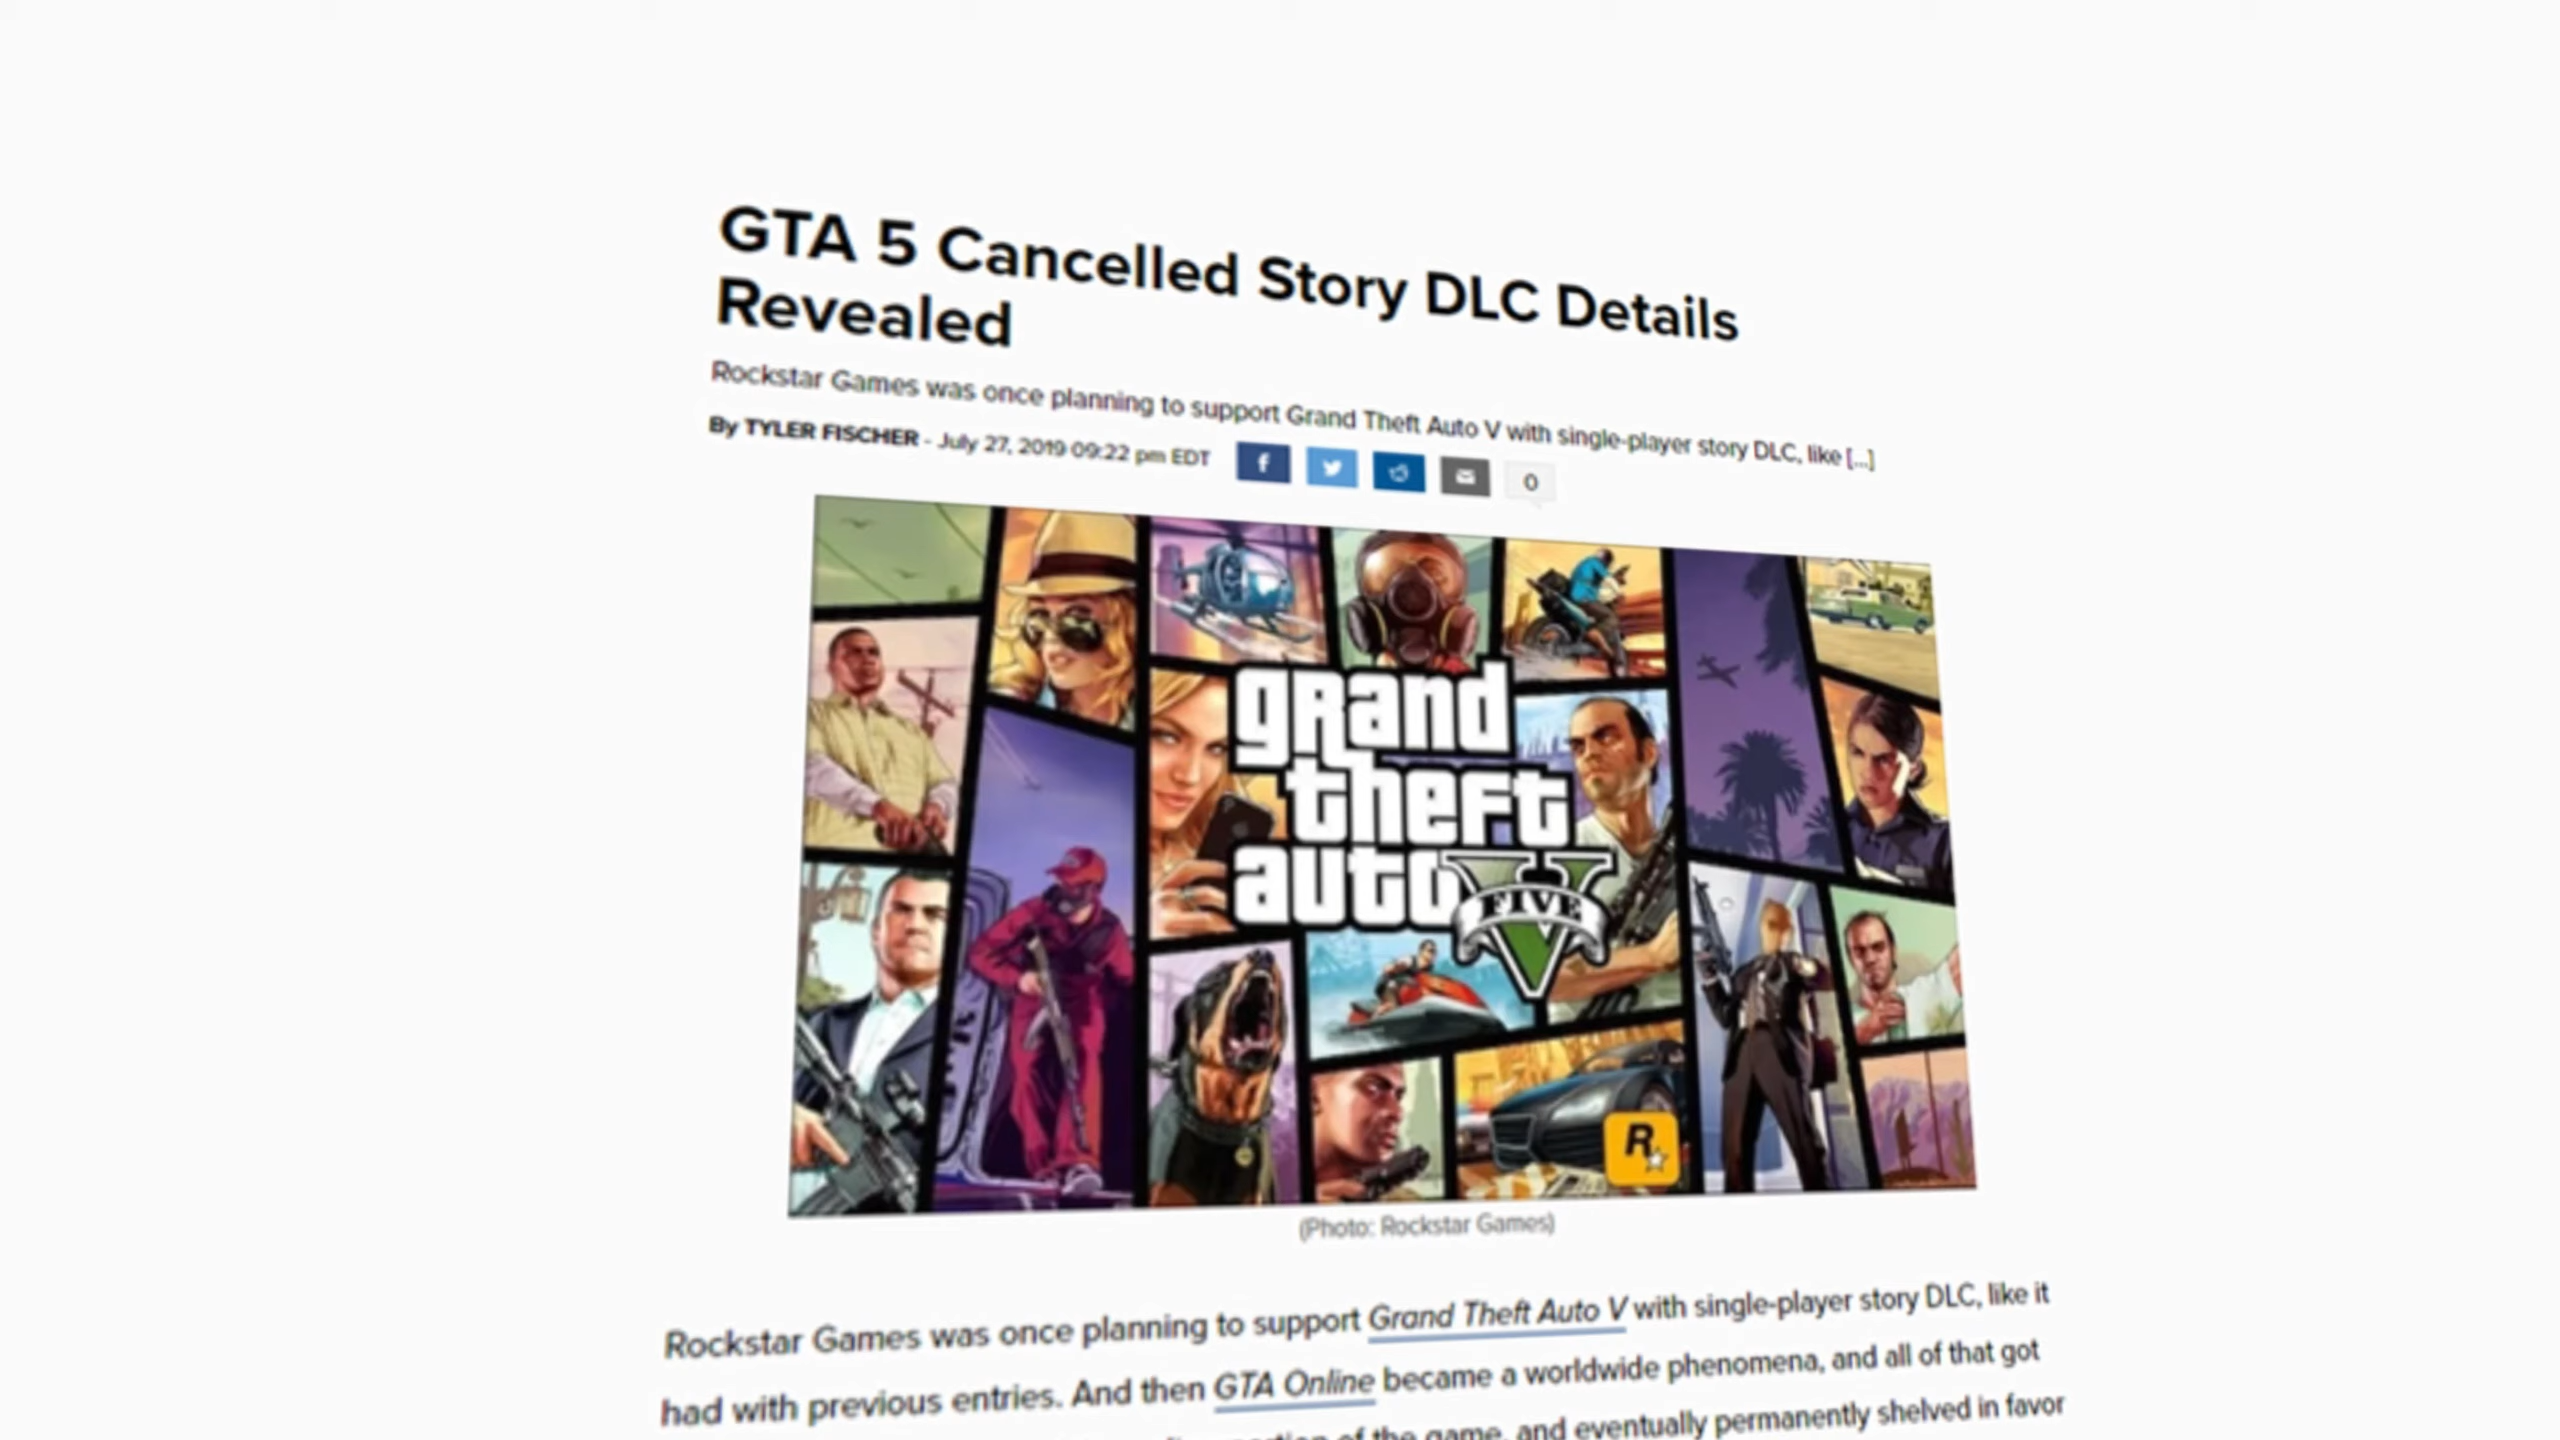 GTA 5 Cancelled Story DLC Details
Revealed
Rockstar Games was once planning to support Grand Theft Auto V with single-player story DLC, like [...]
By TYLER FISCHER - July 27, 2019 09:22 pm EDT
f
0
grand
theft
auto V
FIVE
R
(Photo: Rockstar Games)
Rockstar Games was once planning to support Grand Theft Auto V with single-player story DLC, like it
had with previous entries. And then GTA Online became a worldwide phenomena, and all of that got
of the game, and eventually permanently shelved in favor